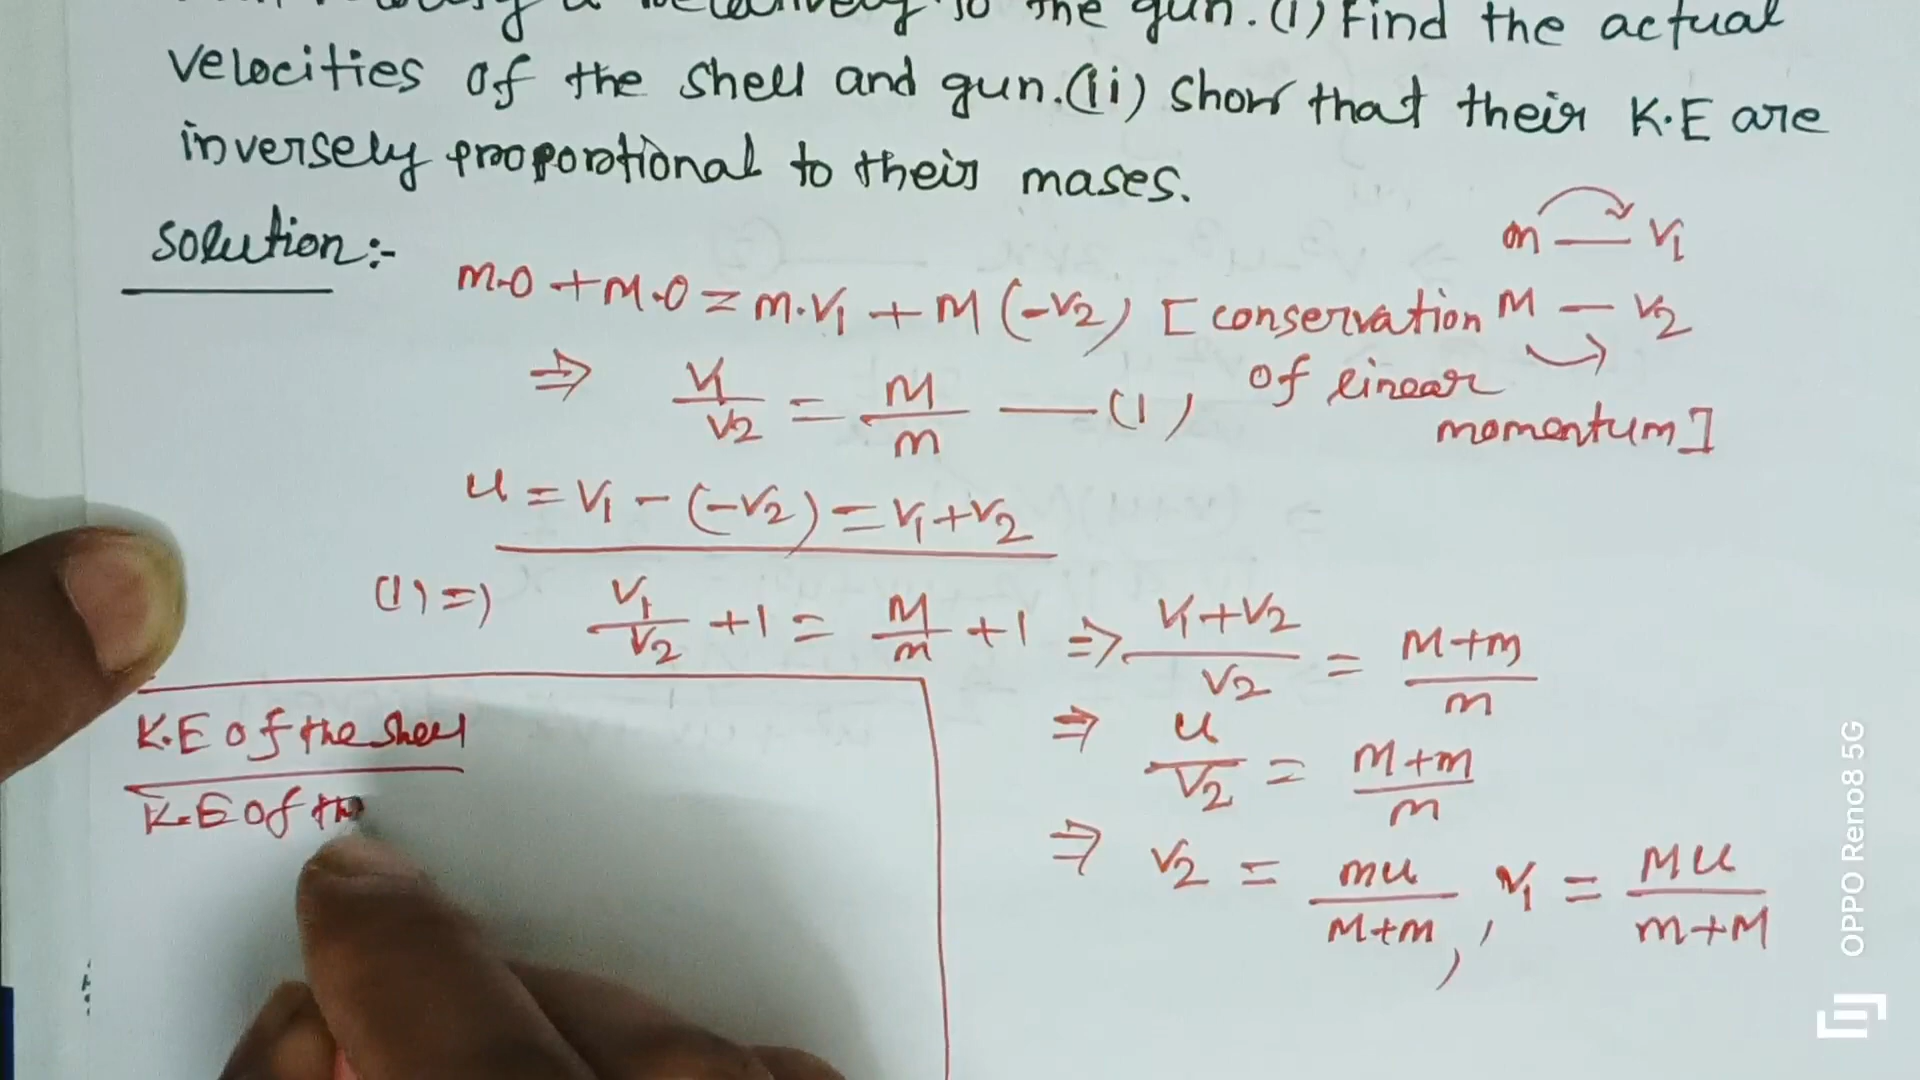 to the gun. (i) Find the actual
velocities of the shell and gun. (ii) show that their K.E are
inversely proportional to their mases.
solution:-
m — v₁
m.0 + M.0 = m.v₁ + M (-v₂) [conservation
M — v₂
⇒ v₁/v₂ = M/m — (1)
of linear
momentum]
u = v₁ - (-v₂) = v₁+v₂
(1) ⇒ v₁/v₂ + 1 = M/m + 1 ⇒ v₁+v₂/v₂ = M+m/m
⇒ u/v₂ = M+m/m
⇒ v₂ = mu/M+m, v₁ = MU/m+M
K.E of the shell
K.E of th
OPPO Reno8 5G